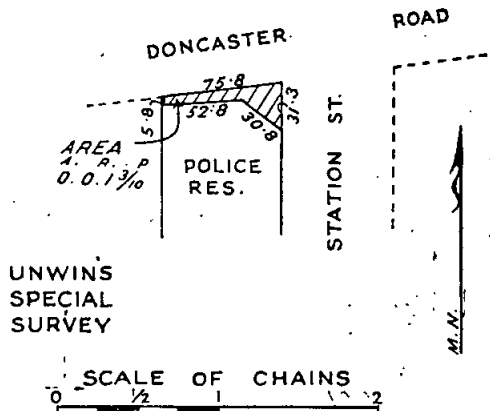 DONCASTER ROAD
75.8
5.8
52.8
30.8
31.3
AREA
A. R. P
0. 0. 1 3/10
POLICE
RES.
STATION ST.
UNWIN'S
SPECIAL
SURVEY
M.N.
SCALE OF CHAINS
0 1/2 1 2